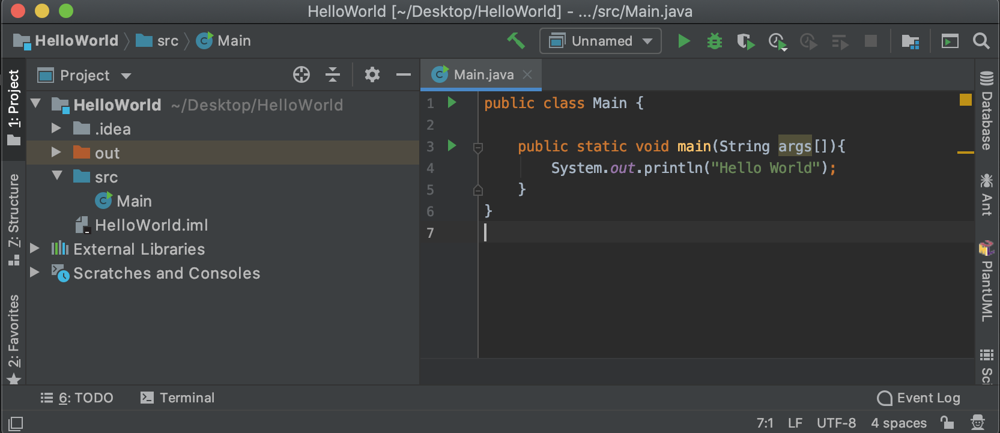 HelloWorld [~/Desktop/HelloWorld] - .../src/Main.java
HelloWorld src Main
Unnamed
1: Project
7: Structure
2: Favorites
Project
HelloWorld ~/Desktop/HelloWorld
.idea
out
src
Main
HelloWorld.iml
External Libraries
Scratches and Consoles
Main.java
1 public class Main {
2
3 public static void main(String args[]){
4 System.out.println("Hello World");
5 }
6 }
7
Database
Ant
PlantUML
Sc
6: TODO Terminal
Event Log
7:1 LF UTF-8 4 spaces